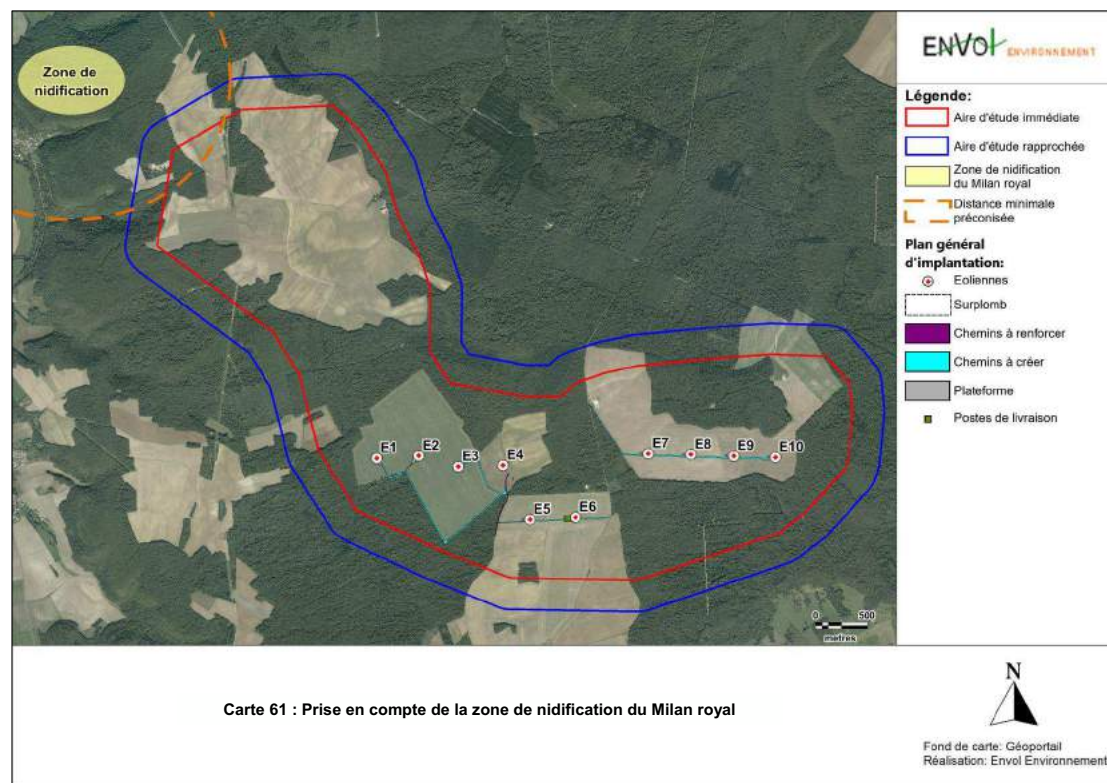 Zone de
nidification
E1
E2
E3
E4
E5
E6
E7
E8
E9
E10
0 500
mètres
ENVOL ENVIRONNEMENT
Légende:
Aire d'étude immédiate
Aire d'étude rapprochée
Zone de nidification
du Milan royal
Distance minimale
préconisée
Plan général
d'implantation:
Eoliennes
Surplomb
Chemins à renforcer
Chemins à créer
Plateforme
Postes de livraison
Carte 61 : Prise en compte de la zone de nidification du Milan royal
N
Fond de carte: Géoportail
Réalisation: Envol Environnement